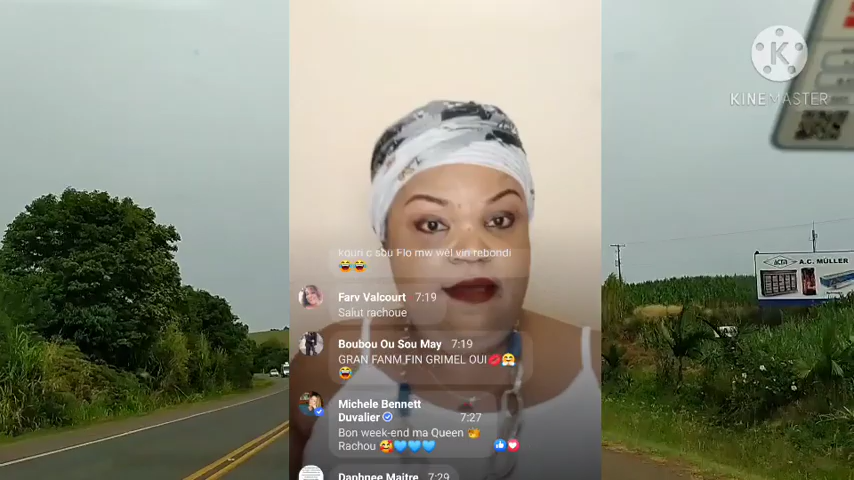 KINEMASTER
kouri c sou Flo mw wèl vin rebondi
😂😂
Farv Valcourt 7:19
Salut rachoue
Boubou Ou Sou May 7:19
GRAN FANM,FIN GRIMEL OUI💋🤗
😂
Michele Bennett
Duvalier 7:27
Bon week-end ma Queen 👏
Rachou 🥰💙💙💙
Daphnee Maitre 7:29
ACM A.C. MÜLLER